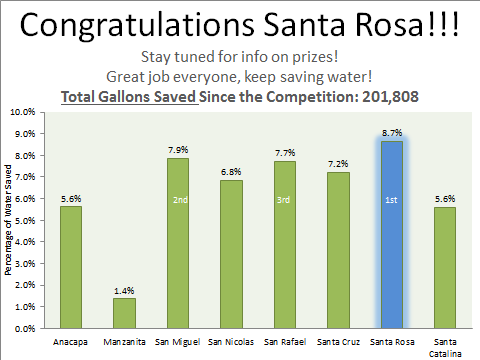 Congratulations Santa Rosa!!!
Stay tuned for info on prizes!
Great job everyone, keep saving water!
Total Gallons Saved Since the Competition: 201,808
Percentage of Water Saved
10.0%
9.0%
8.0%
7.0%
6.0%
5.0%
4.0%
3.0%
2.0%
1.0%
0.0%
5.6%
1.4%
7.9%
6.8%
7.7%
7.2%
8.7%
5.6%
2nd
3rd
1st
Anacapa
Manzanita
San Miguel
San Nicolas
San Rafael
Santa Cruz
Santa Rosa
Santa
Catalina